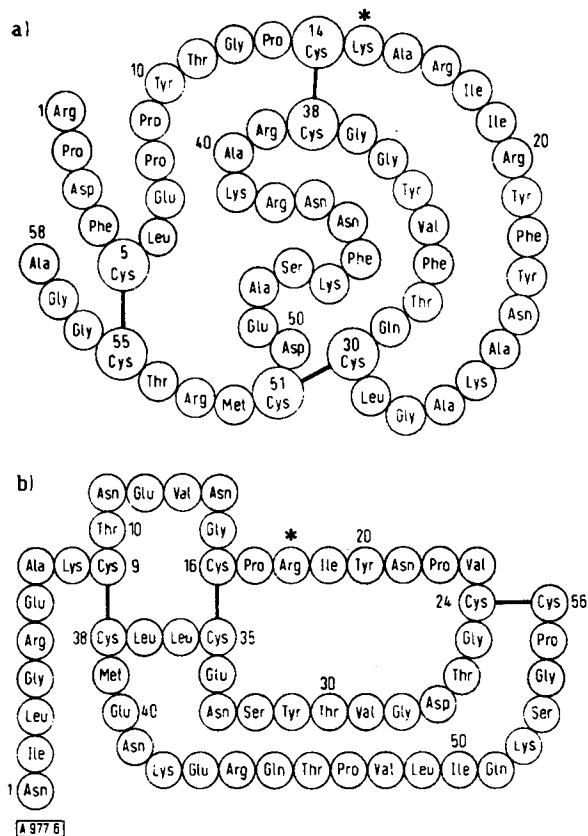 a)
1 Arg Pro Asp Phe 5 Cys Leu Glu Pro Pro 10 Tyr Thr Gly Pro 14 Cys * Lys Ala Arg Ile Ile 20 Arg Tyr Phe Tyr Asn Ala Lys Ala Gly Leu 30 Cys Gln Thr Phe Val Tyr Gly Gly 38 Cys Arg 40 Ala Lys Arg Asn Asn Phe Lys Ser Ala Glu 50 Asp 51 Cys Met Arg Thr 55 Cys Gly Gly 58 Ala
b)
1 Asn Ile Leu Gly Arg Glu Ala Lys Cys 9 Thr 10 Asn Glu Val Asn Gly 16 Cys Pro * Arg Ile 20 Tyr Asn Pro Val 24 Cys Gly Thr Asp Gly Val 30 Thr Tyr Ser Asn Glu Cys 35 Leu Leu 38 Cys Met Glu 40 Asn Lys Glu Arg Gln Thr Pro Val Leu 50 Ile Gln Lys Ser Gly Pro Cys 56
A 977 6